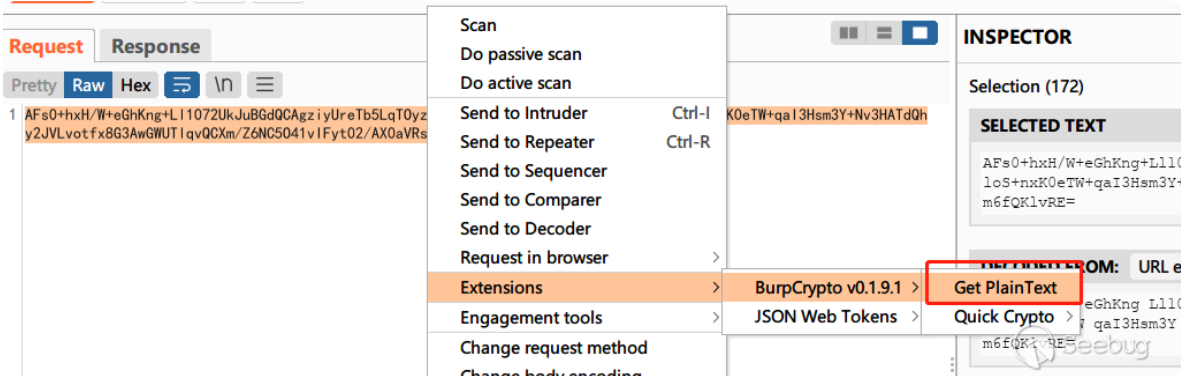 Request
Response
Pretty
Raw
Hex
\n
1
AFs0+hxH/W+eGhKng+Ll1072UkJuBGdQCAgziyUreTb5LqTOyz
K0eTW+qaI3Hsm3Y+Nv3HATdQh
y2JVLvotfx8G3AwGWUTlqvQCXm/Z6NC5041vlFyt02/AX0aVRs
Scan
Do passive scan
Do active scan
Send to Intruder Ctrl-I
Send to Repeater Ctrl-R
Send to Sequencer
Send to Comparer
Send to Decoder
Request in browser
Extensions
Engagement tools
Change request method
Change body encoding
BurpCrypto v0.1.9.1
JSON Web Tokens
Get PlainText
Quick Crypto
INSPECTOR
Selection (172)
SELECTED TEXT
AFs0+hxH/W+eGhKng+Ll10
loS+nxK0eTW+qaI3Hsm3Y+
m6fQKlvRE=
DECODED FROM: URL e
eGhKng Ll10
qaI3Hsm3Y
m6fQKlvRE=
Seebug